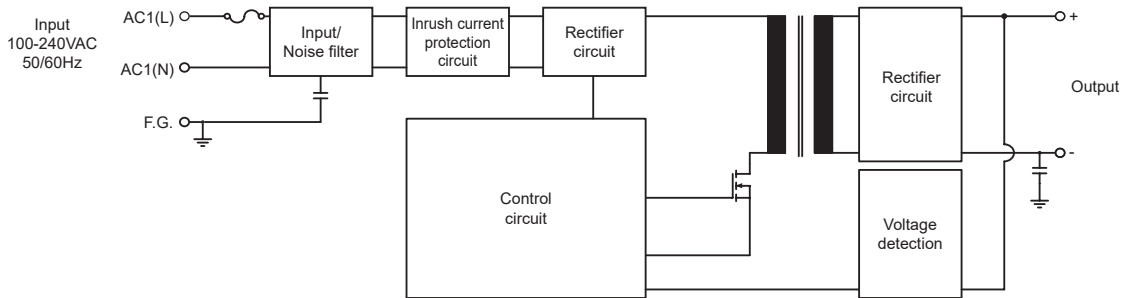 Input
100-240VAC
50/60Hz
AC1(L)
AC1(N)
F.G.
Input/
Noise filter
Inrush current
protection
circuit
Rectifier
circuit
Control
circuit
Rectifier
circuit
Voltage
detection
+
Output
-